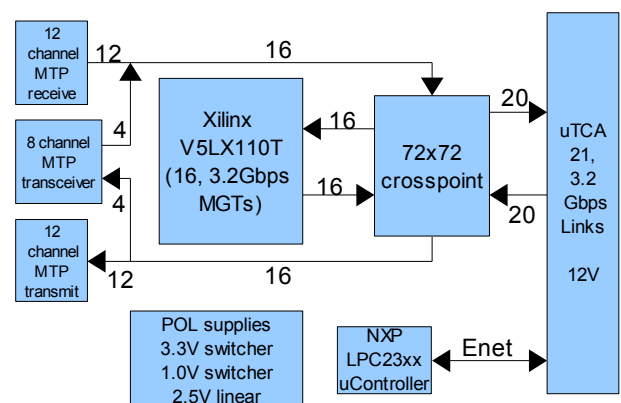 12
channel
MTP
receive
12
16
4
8 channel
MTP
transceiver
4
12
channel
MTP
transmit
12
16
Xilinx
V5LX110T
(16, 3.2Gbps
MGTs)
16
16
72x72
crosspoint
20
20
uTCA
21,
3.2
Gbps
Links
12V
POL supplies
3.3V switcher
1.0V switcher
2.5V linear
NXP
LPC23xx
uController
Enet